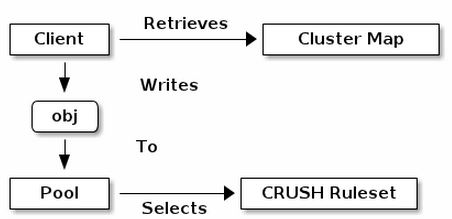 Retrieves
Client
Cluster Map
Writes
obj
To
Pool
CRUSH Ruleset
Selects